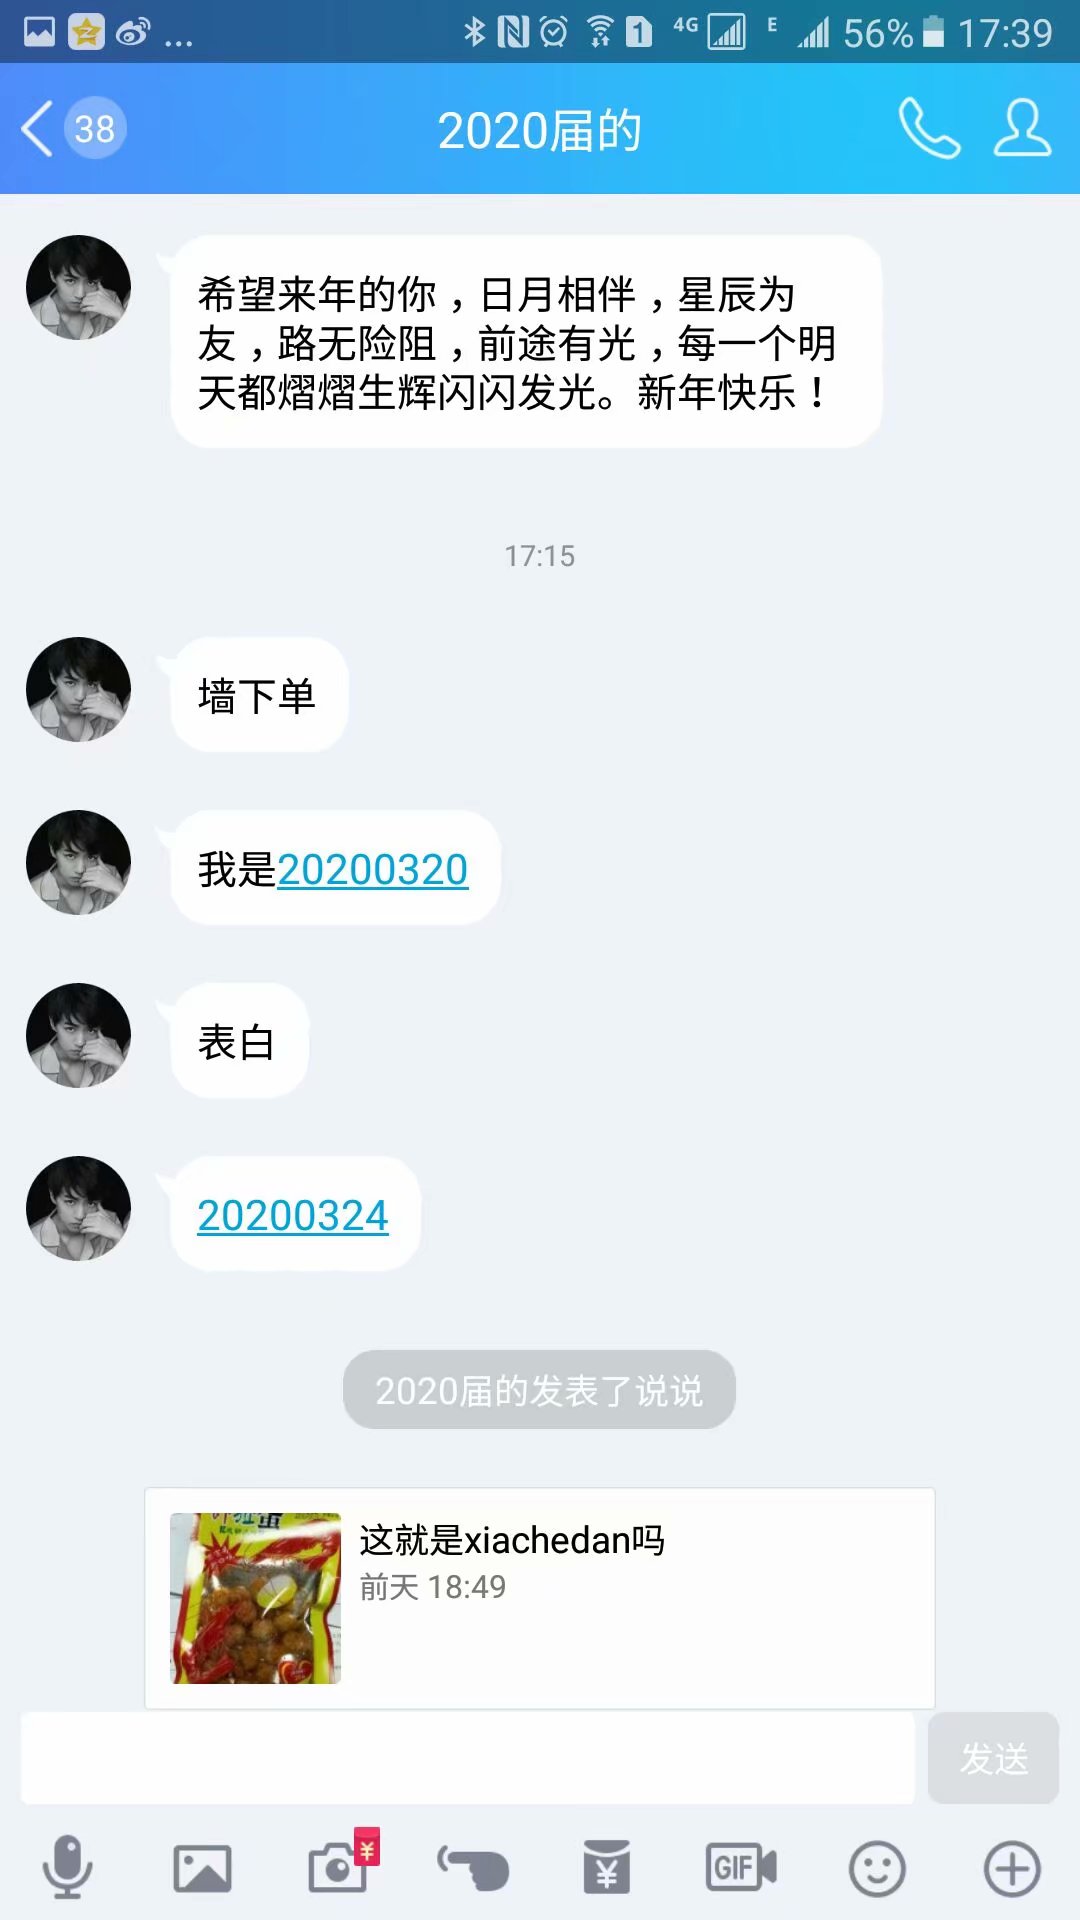 ... 1 4G E 56% 17:39
38 2020届的
希望来年的你，日月相伴，星辰为
友，路无险阻，前途有光，每一个明
天都熠熠生辉闪闪发光。新年快乐！
17:15
墙下单
我是20200320
表白
20200324
2020届的发表了说说
这就是xiachedan吗
前天 18:49
发送
¥ ¥ GIF